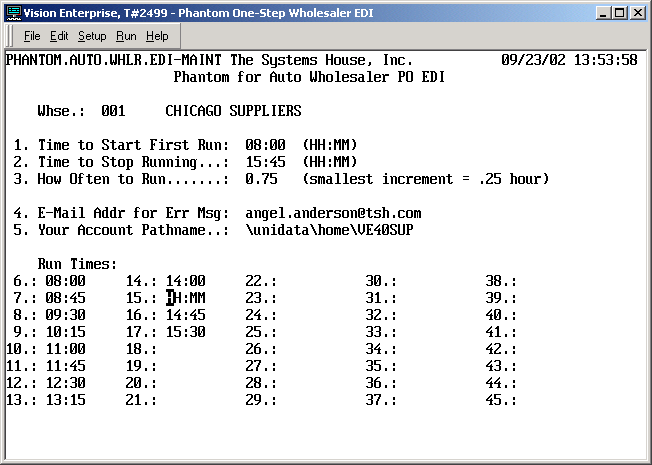 Vision Enterprise, T#2499 - Phantom One-Step Wholesaler EDI
File Edit Setup Run Help
PHANTOM.AUTO.WHLR.EDI-MAINT The Systems House, Inc. 09/23/02 13:53:58
Phantom for Auto Wholesaler PO EDI
Whse.: 001 CHICAGO SUPPLIERS
1. Time to Start First Run: 08:00 (HH:MM)
2. Time to Stop Running...: 15:45 (HH:MM)
3. How Often to Run.......: 0.75 (smallest increment = .25 hour)
4. E-Mail Addr for Err Msg: angel.anderson@tsh.com
5. Your Account Pathname..: \unidata\home\VE40SUP
Run Times:
6.: 08:00 14.: 14:00 22.: 30.: 38.:
7.: 08:45 15.: HH:MM 23.: 31.: 39.:
8.: 09:30 16.: 14:45 24.: 32.: 40.:
9.: 10:15 17.: 15:30 25.: 33.: 41.:
10.: 11:00 18.: 26.: 34.: 42.:
11.: 11:45 19.: 27.: 35.: 43.:
12.: 12:30 20.: 28.: 36.: 44.:
13.: 13:15 21.: 29.: 37.: 45.: